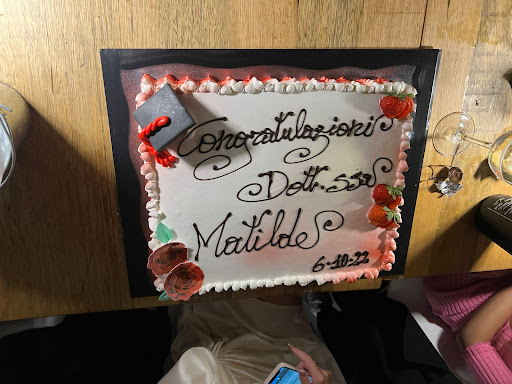 Congratulazioni
Dott.ssa
Matilde
6-10-22